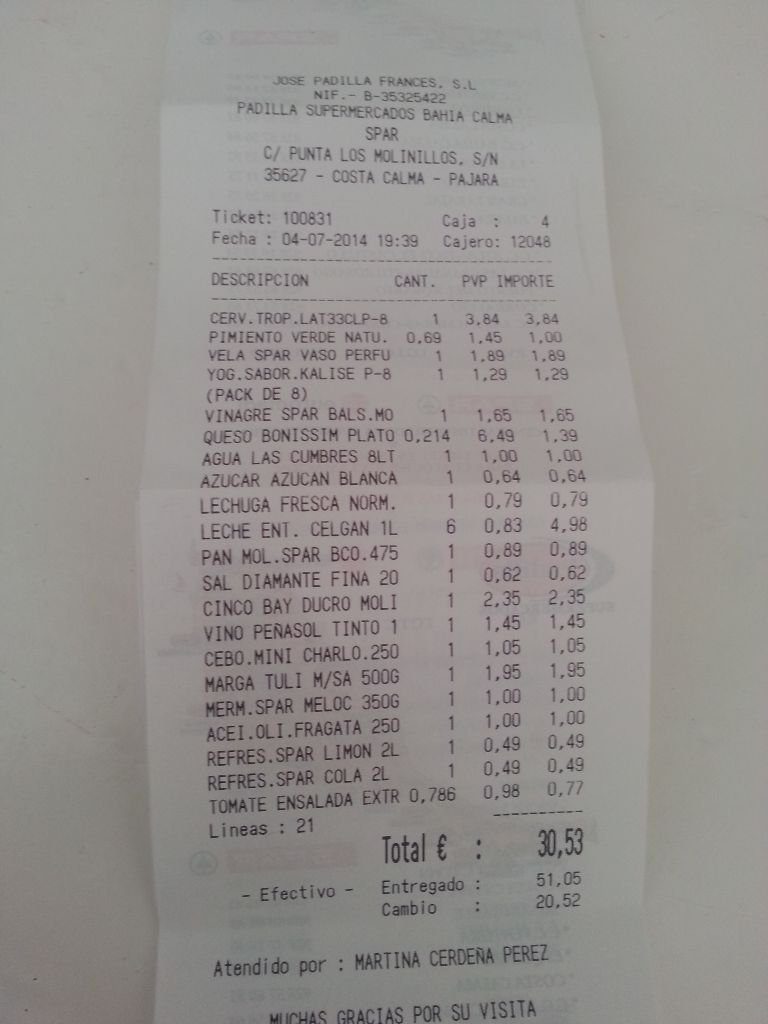 JOSE PADILLA FRANCES, S.L
NIF.- B-35325422
PADILLA SUPERMERCADOS BAHIA CALMA
SPAR
C/ PUNTA LOS MOLINILLOS, S/N
35627 - COSTA CALMA - PAJARA
Ticket: 100831 Caja : 4
Fecha : 04-07-2014 19:39 Cajero: 12048
DESCRIPCION CANT. PVP IMPORTE
CERV.TROP.LAT33CLP-8 1 3,84 3,84
PIMIENTO VERDE NATU. 0,69 1,45 1,00
VELA SPAR VASO PERFU 1 1,89 1,89
YOG.SABOR.KALISE P-8 1 1,29 1,29
(PACK DE 8)
VINAGRE SPAR BALS.MO 1 1,65 1,65
QUESO BONISSIM PLATO 0,214 6,49 1,39
AGUA LAS CUMBRES 8LT 1 1,00 1,00
AZUCAR AZUCAN BLANCA 1 0,64 0,64
LECHUGA FRESCA NORM. 1 0,79 0,79
LECHE ENT. CELGAN 1L 6 0,83 4,98
PAN MOL.SPAR BCO.475 1 0,89 0,89
SAL DIAMANTE FINA 20 1 0,62 0,62
CINCO BAY DUCRO MOLI 1 2,35 2,35
VINO PEÑASOL TINTO 1 1 1,45 1,45
CEBO.MINI CHARLO.250 1 1,05 1,05
MARGA TULI M/SA 500G 1 1,95 1,95
MERM.SPAR MELOC 350G 1 1,00 1,00
ACEI.OLI.FRAGATA 250 1 1,00 1,00
REFRES.SPAR LIMON 2L 1 0,49 0,49
REFRES.SPAR COLA 2L 1 0,49 0,49
TOMATE ENSALADA EXTR 0,786 0,98 0,77
Lineas : 21
Total € : 30,53
- Efectivo - Entregado : 51,05
Cambio : 20,52
Atendido por : MARTINA CERDEÑA PEREZ
MUCHAS GRACIAS POR SU VISITA